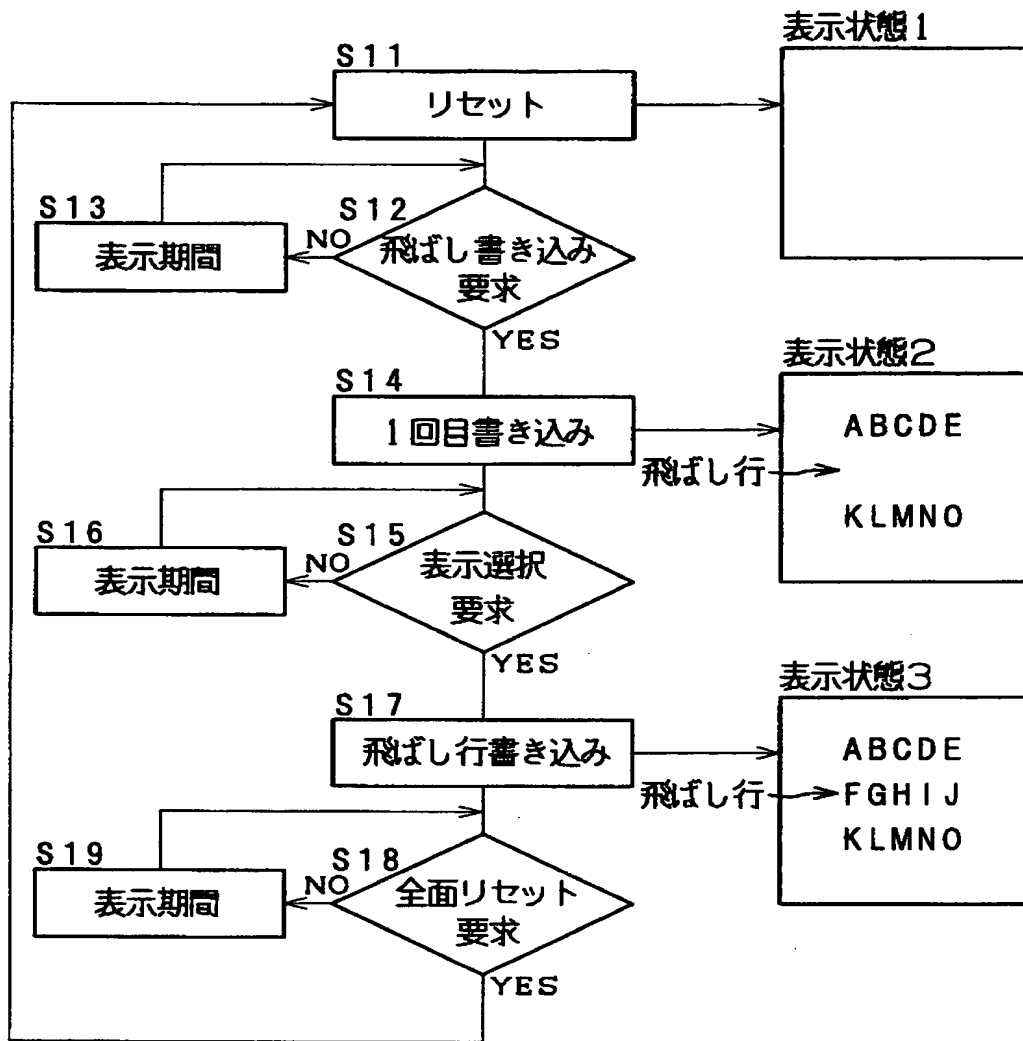 表示状態1
S11
リセット
S13
表示期間
NO
S12
飛ばし書き込み
要求
YES
表示状態2
S14
1回目書き込み
ABCDE
飛ばし行
KLMNO
S16
表示期間
NO
S15
表示選択
要求
YES
表示状態3
S17
飛ばし行書き込み
ABCDE
飛ばし行
FGHIJ
KLMNO
S19
表示期間
NO
S18
全面リセット
要求
YES